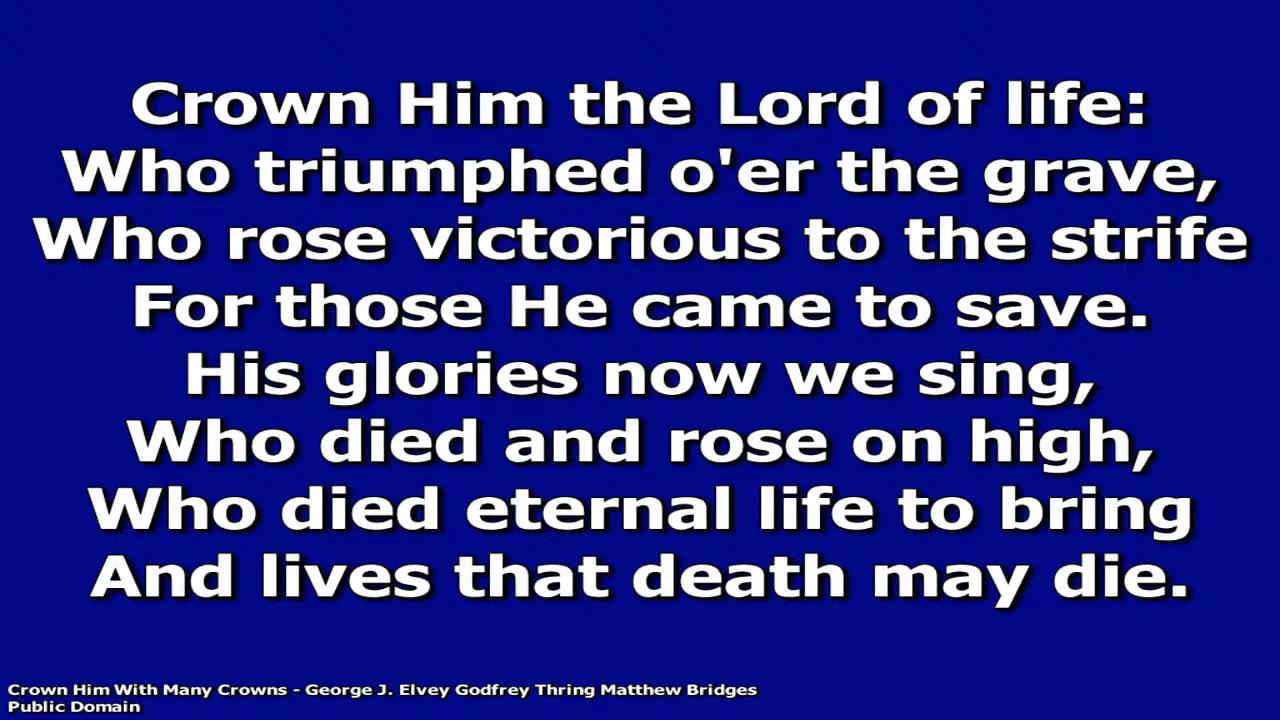 Crown Him the Lord of life:
Who triumphed o'er the grave,
Who rose victorious to the strife
For those He came to save.
His glories now we sing,
Who died and rose on high,
Who died eternal life to bring
And lives that death may die.
Crown Him With Many Crowns - George J. Elvey Godfrey Thring Matthew Bridges
Public Domain